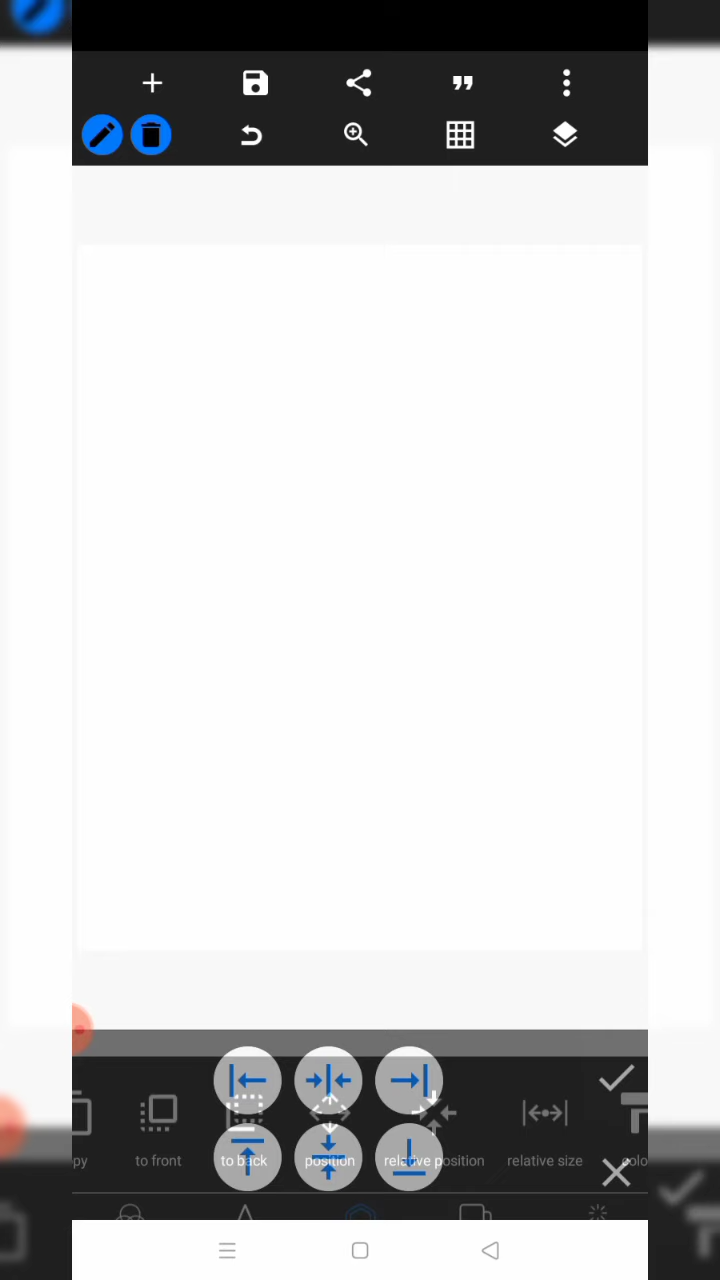 py
to front
to back
position
relative position
relative size
colo